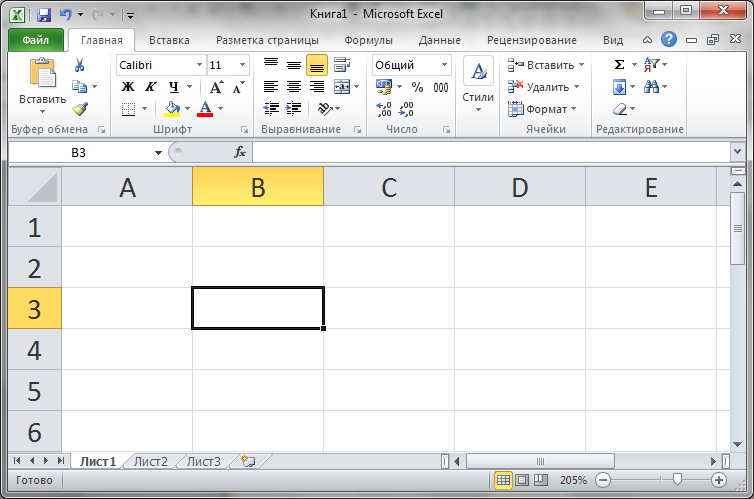 Книга1 - Microsoft Excel
Файл Главная Вставка Разметка страницы Формулы Данные Рецензирование Вид
Вставить Calibri 11 Общий Стили Вставить
Ж К Ч А А % 000 Удалить
А Формат
Буфер обмена Шрифт Выравнивание Число Ячейки Редактирование
B3 fx
A B C D E
1
2
3
4
5
6
Лист1 Лист2 Лист3
Готово 205%